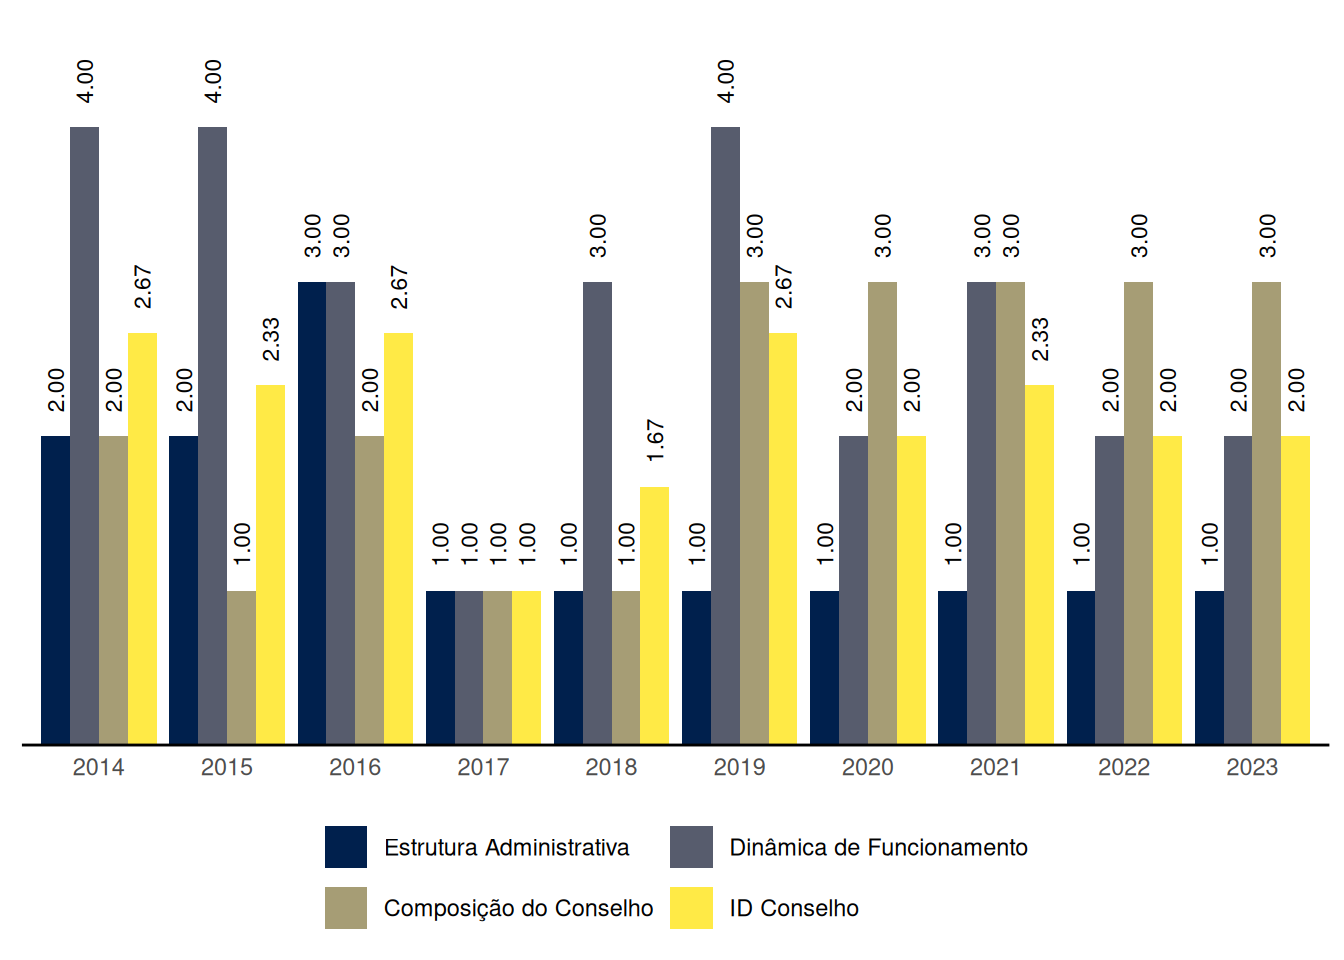 4.00 4.00 4.00
3.00 3.00 3.00 3.00 3.00 3.00 3.00 3.00 3.00
2.67 2.67 2.67
2.33 2.33
2.00 2.00 2.00 2.00 2.00 2.00 2.00 2.00 2.00 2.00
1.67
1.00 1.00 1.00 1.00 1.00 1.00 1.00 1.00 1.00 1.00 1.00 1.00
2014 2015 2016 2017 2018 2019 2020 2021 2022 2023
Estrutura Administrativa Dinâmica de Funcionamento
Composição do Conselho ID Conselho